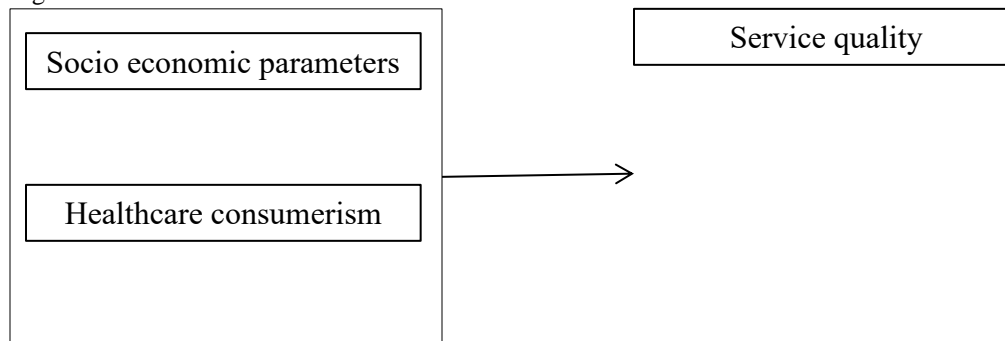 Service quality
Socio economic parameters
Healthcare consumerism